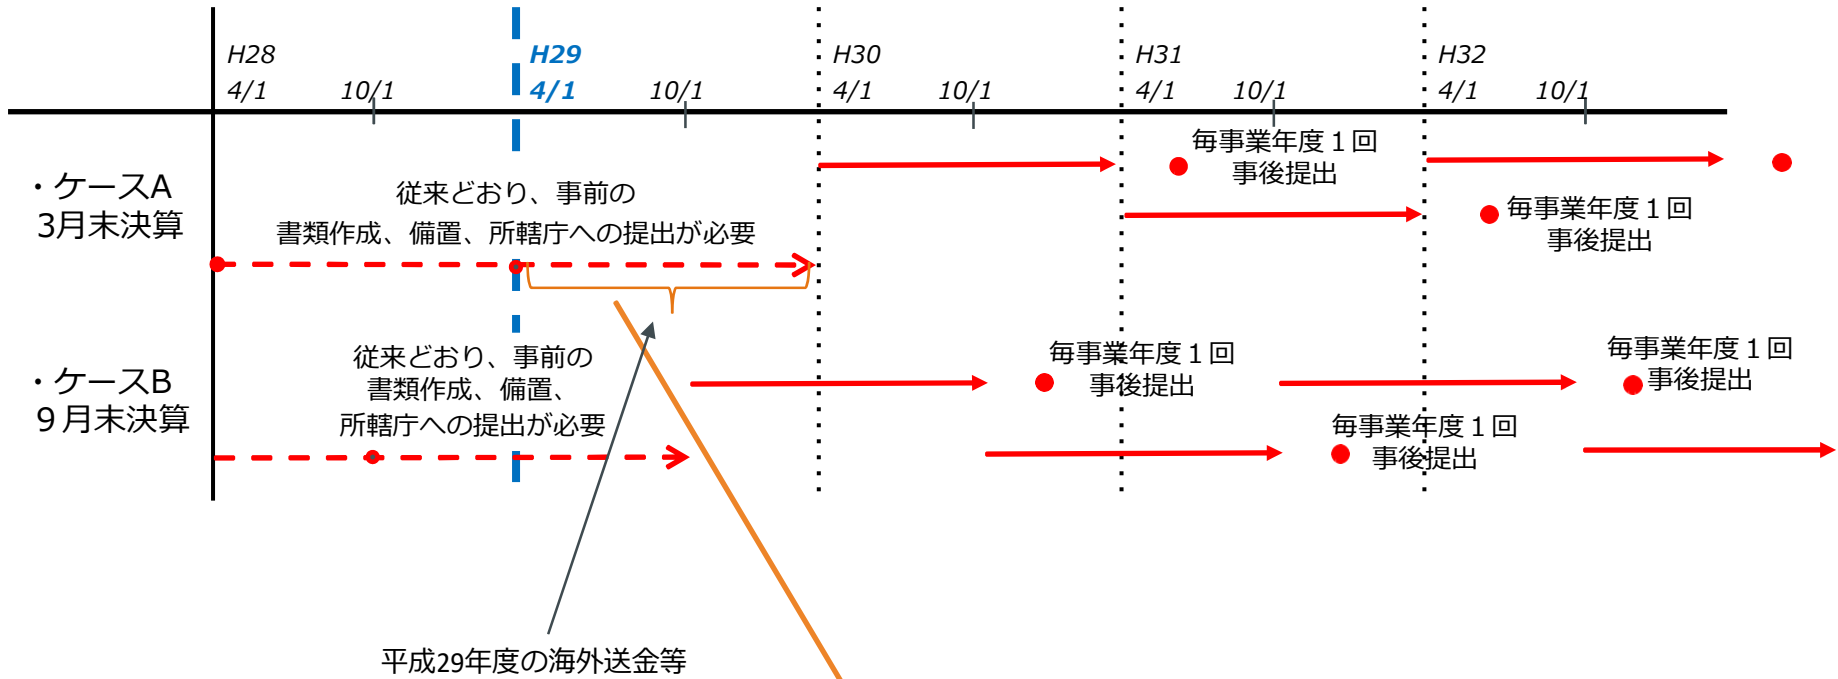 H28
4/1
10/1
H29
4/1
10/1
H30
4/1
10/1
H31
4/1
10/1
H32
4/1
10/1
・ケースA
3月末決算
従来どおり、事前の
書類作成、備置、所轄庁への提出が必要
毎事業年度１回
事後提出
毎事業年度１回
事後提出
・ケースB
９月末決算
従来どおり、事前の
書類作成、備置、
所轄庁への提出が必要
毎事業年度１回
事後提出
毎事業年度１回
事後提出
毎事業年度１回
事後提出
平成29年度の海外送金等